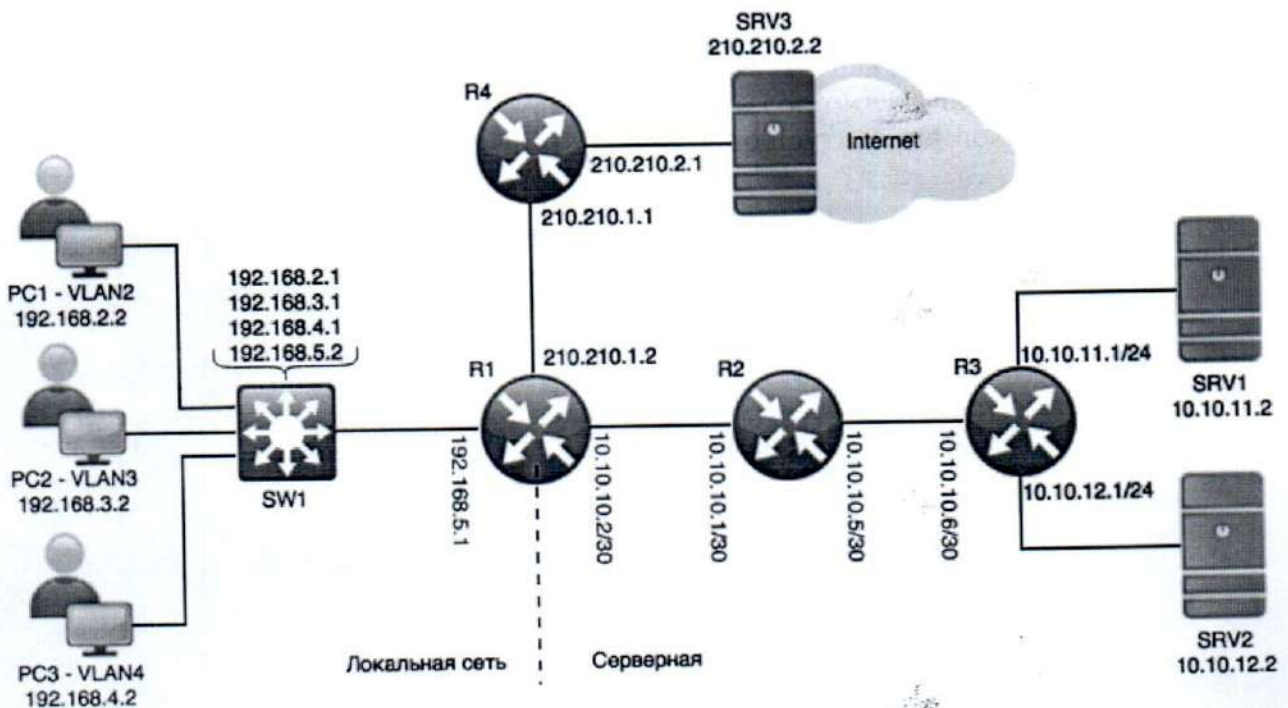 SRV3
210.210.2.2
R4
Internet
210.210.2.1
210.210.1.1
PC1 - VLAN2
192.168.2.2
192.168.2.1
192.168.3.1
192.168.4.1
192.168.5.2
SW1
PC2 - VLAN3
192.168.3.2
PC3 - VLAN4
192.168.4.2
210.210.1.2
R1
192.168.5.1
10.10.10.2/30
R2
10.10.10.1/30
10.10.10.5/30
R3
10.10.10.6/30
10.10.11.1/24
SRV1
10.10.11.2
10.10.12.1/24
SRV2
10.10.12.2
Локальная сеть
Серверная